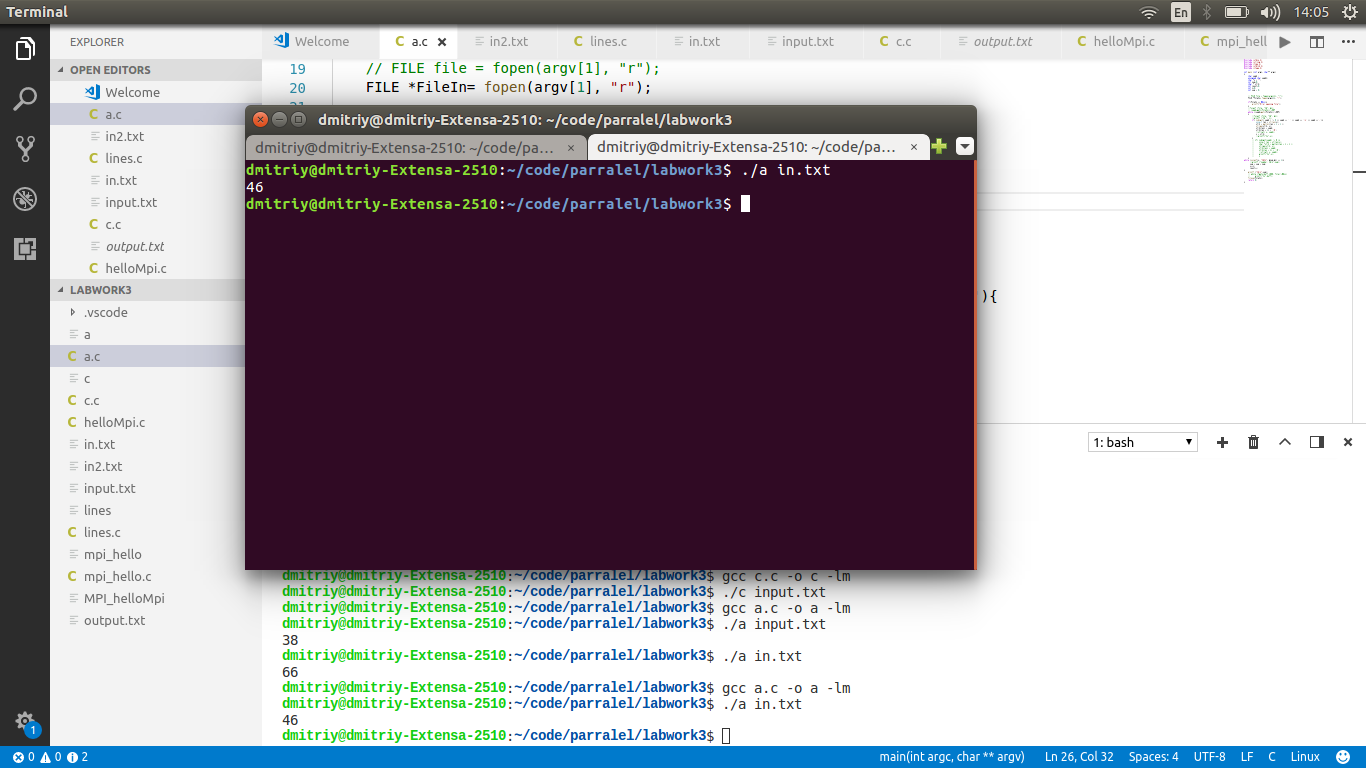 Terminal
En
14:05
EXPLORER
Welcome
a.c
in2.txt
lines.c
in.txt
input.txt
c.c
output.txt
helloMpi.c
mpi_hell
OPEN EDITORS
Welcome
a.c
in2.txt
lines.c
in.txt
input.txt
c.c
output.txt
helloMpi.c
LABWORK3
.vscode
a
a.c
c
c.c
helloMpi.c
in.txt
in2.txt
input.txt
lines
lines.c
mpi_hello
mpi_hello.c
MPI_helloMpi
output.txt
19 // FILE file = fopen(argv[1], "r");
20 FILE *FileIn= fopen(argv[1], "r");
){
dmitriy@dmitriy-Extensa-2510: ~/code/parralel/labwork3
dmitriy@dmitriy-Extensa-2510: ~/code/pa...
dmitriy@dmitriy-Extensa-2510: ~/code/pa...
dmitriy@dmitriy-Extensa-2510:~/code/parralel/labwork3$ ./a in.txt
46
dmitriy@dmitriy-Extensa-2510:~/code/parralel/labwork3$
1: bash
dmitriy@dmitriy-Extensa-2510:~/code/parralel/labwork3$ gcc c.c -o c -lm
dmitriy@dmitriy-Extensa-2510:~/code/parralel/labwork3$ ./c input.txt
dmitriy@dmitriy-Extensa-2510:~/code/parralel/labwork3$ gcc a.c -o a -lm
dmitriy@dmitriy-Extensa-2510:~/code/parralel/labwork3$ ./a input.txt
38
dmitriy@dmitriy-Extensa-2510:~/code/parralel/labwork3$ ./a in.txt
66
dmitriy@dmitriy-Extensa-2510:~/code/parralel/labwork3$ gcc a.c -o a -lm
dmitriy@dmitriy-Extensa-2510:~/code/parralel/labwork3$ ./a in.txt
46
dmitriy@dmitriy-Extensa-2510:~/code/parralel/labwork3$
1
0 0 2
main(int argc, char ** argv) Ln 26, Col 32 Spaces: 4 UTF-8 LF C Linux